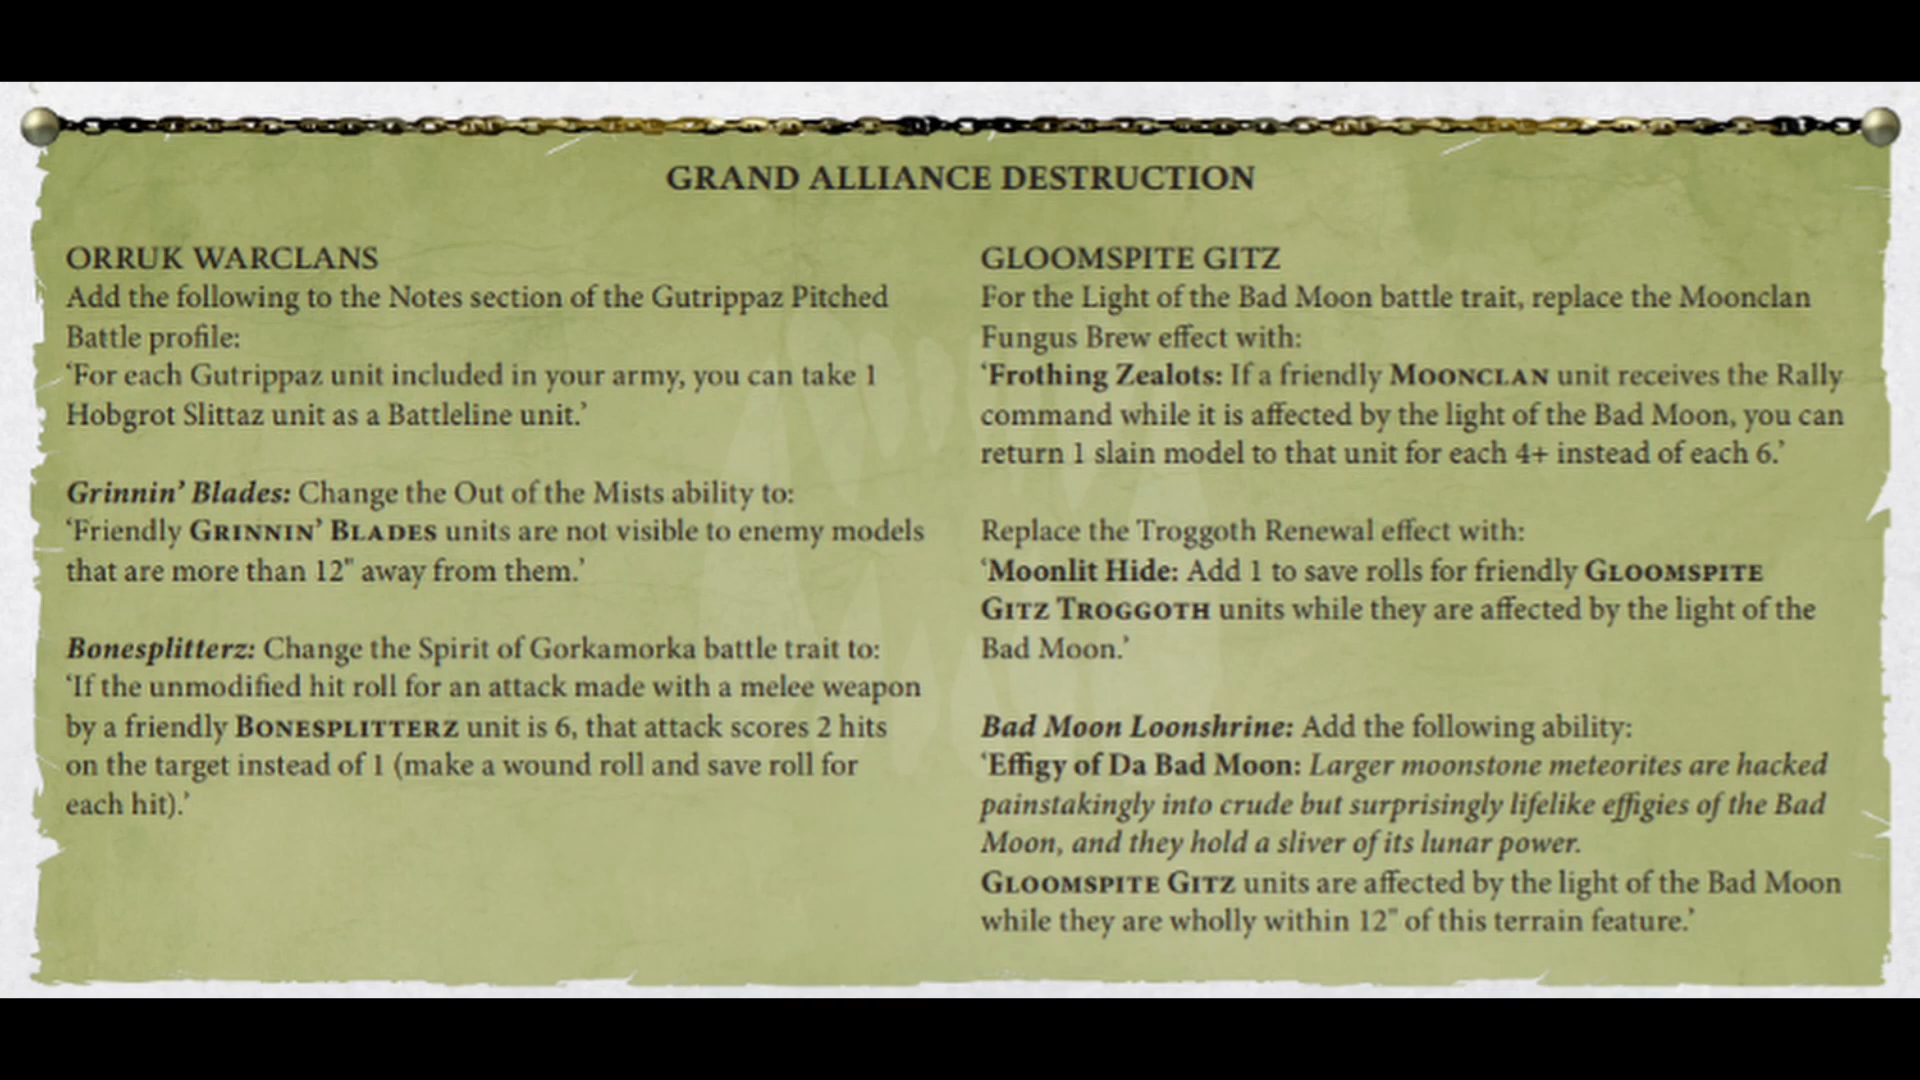 GRAND ALLIANCE DESTRUCTION
ORRUK WARCLANS
Add the following to the Notes section of the Gutrippaz Pitched
Battle profile:
‘For each Gutrippaz unit included in your army, you can take 1
Hobgrot Slittaz unit as a Battleline unit.’
Grinnin’ Blades: Change the Out of the Mists ability to:
‘Friendly GRINNIN’ BLADES units are not visible to enemy models
that are more than 12" away from them.’
Bonesplitterz: Change the Spirit of Gorkamorka battle trait to:
‘If the unmodified hit roll for an attack made with a melee weapon
by a friendly BONESPLITTERZ unit is 6, that attack scores 2 hits
on the target instead of 1 (make a wound roll and save roll for
each hit).’
GLOOMSPITE GITZ
For the Light of the Bad Moon battle trait, replace the Moonclan
Fungus Brew effect with:
‘Frothing Zealots: If a friendly MOONCLAN unit receives the Rally
command while it is affected by the light of the Bad Moon, you can
return 1 slain model to that unit for each 4+ instead of each 6.’
Replace the Troggoth Renewal effect with:
‘Moonlit Hide: Add 1 to save rolls for friendly GLOOMSPITE
GITZ TROGGOTH units while they are affected by the light of the
Bad Moon.’
Bad Moon Loonshrine: Add the following ability:
‘Effigy of Da Bad Moon: Larger moonstone meteorites are hacked
painstakingly into crude but surprisingly lifelike effigies of the Bad
Moon, and they hold a sliver of its lunar power.
GLOOMSPITE GITZ units are affected by the light of the Bad Moon
while they are wholly within 12" of this terrain feature.’